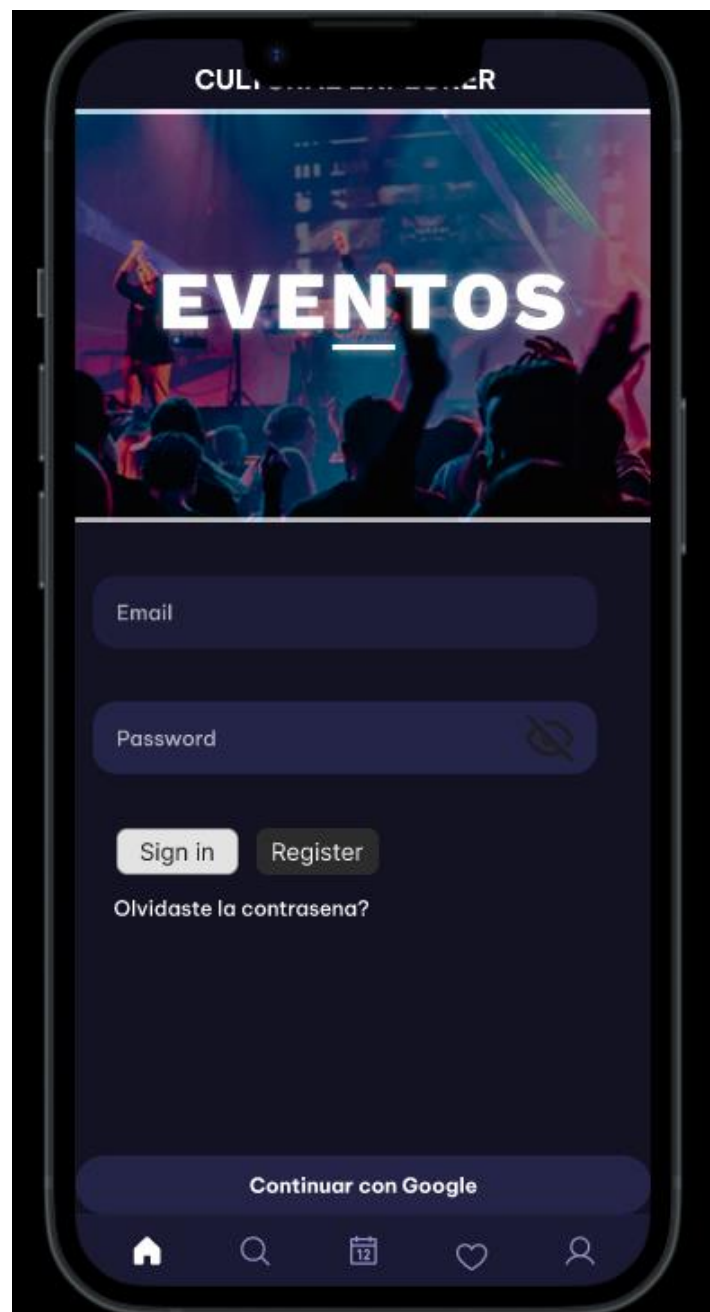 EVENTOS
Email
Password
Sign in
Register
Olvidaste la contrasena?
Continuar con Google
12